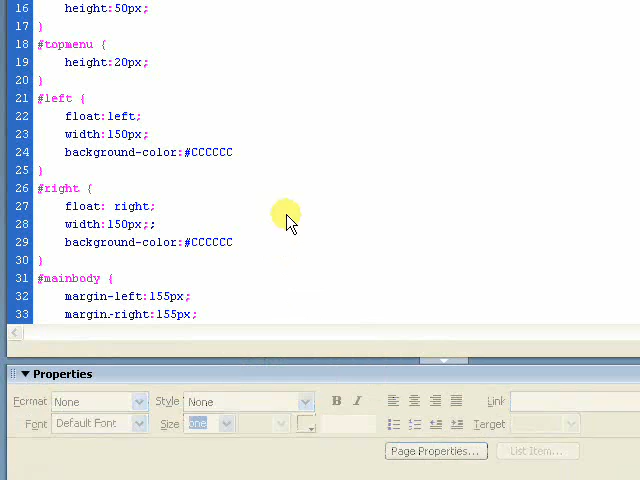 16 height:50px;
17 }
18 #topmenu {
19 height:20px;
20 }
21 #left {
22 float:left;
23 width:150px;
24 background-color:#CCCCCC
25 }
26 #right {
27 float: right;
28 width:150px;;
29 background-color:#CCCCCC
30 }
31 #mainbody {
32 margin-left:155px;
33 margin-right:155px;
Properties
Format None Style None B I Link
Font Default Font Size one Target
Page Properties... List Item...